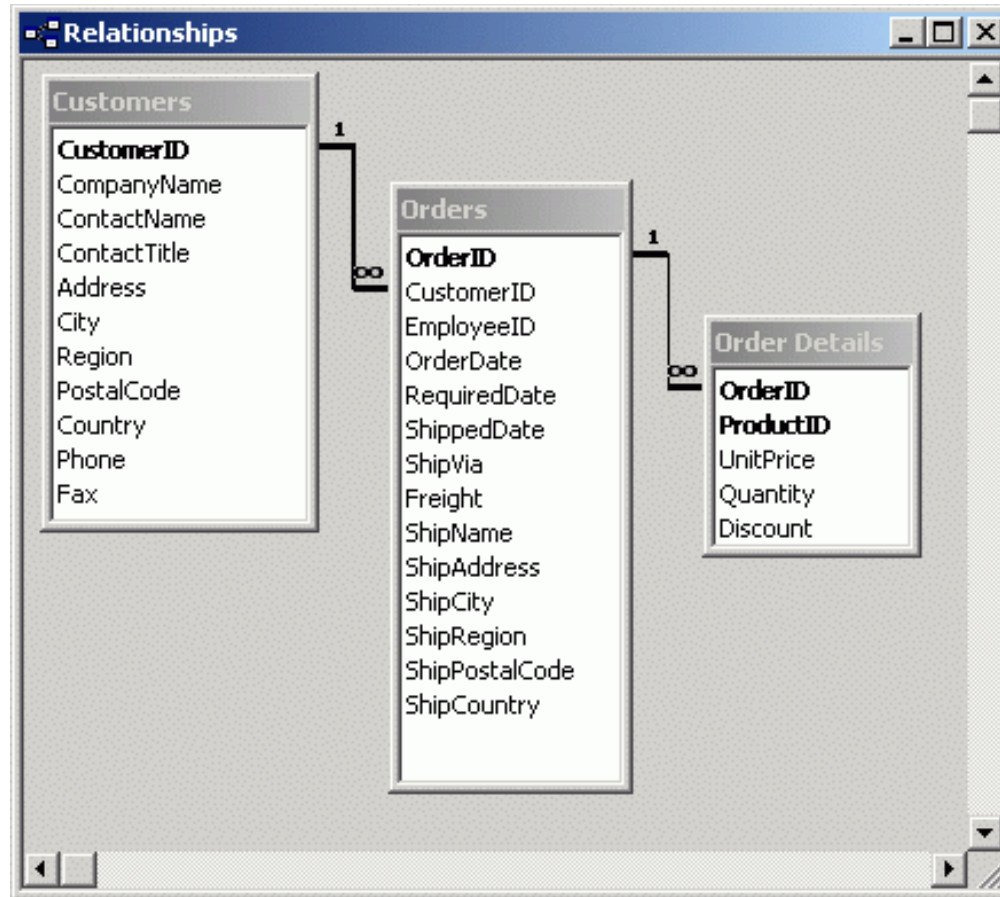 Relationships
Customers
CustomerID
CompanyName
ContactName
ContactTitle
Address
City
Region
PostalCode
Country
Phone
Fax
1
∞
Orders
OrderID
CustomerID
EmployeeID
OrderDate
RequiredDate
ShippedDate
ShipVia
Freight
ShipName
ShipAddress
ShipCity
ShipRegion
ShipPostalCode
ShipCountry
1
∞
Order Details
OrderID
ProductID
UnitPrice
Quantity
Discount